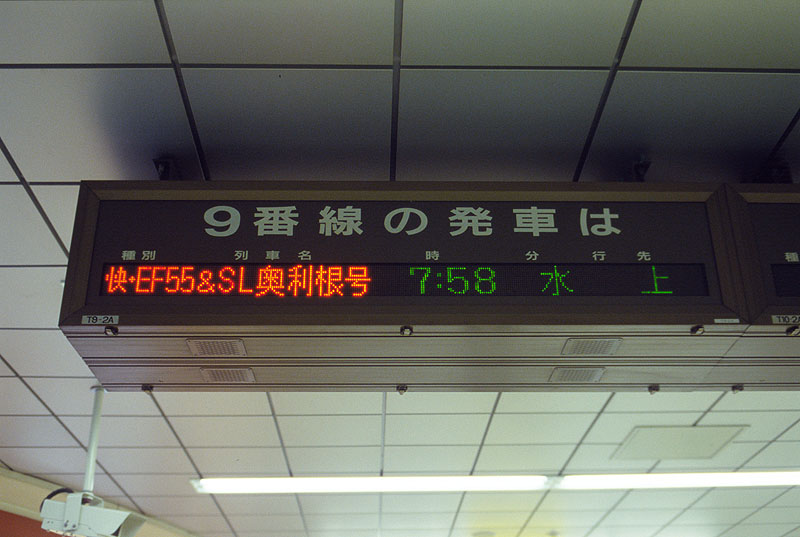 9番線の発車は
種別 列車名 時 分 行先
快・EF55&SL奥利根号 7:58 水 上
T9-2A